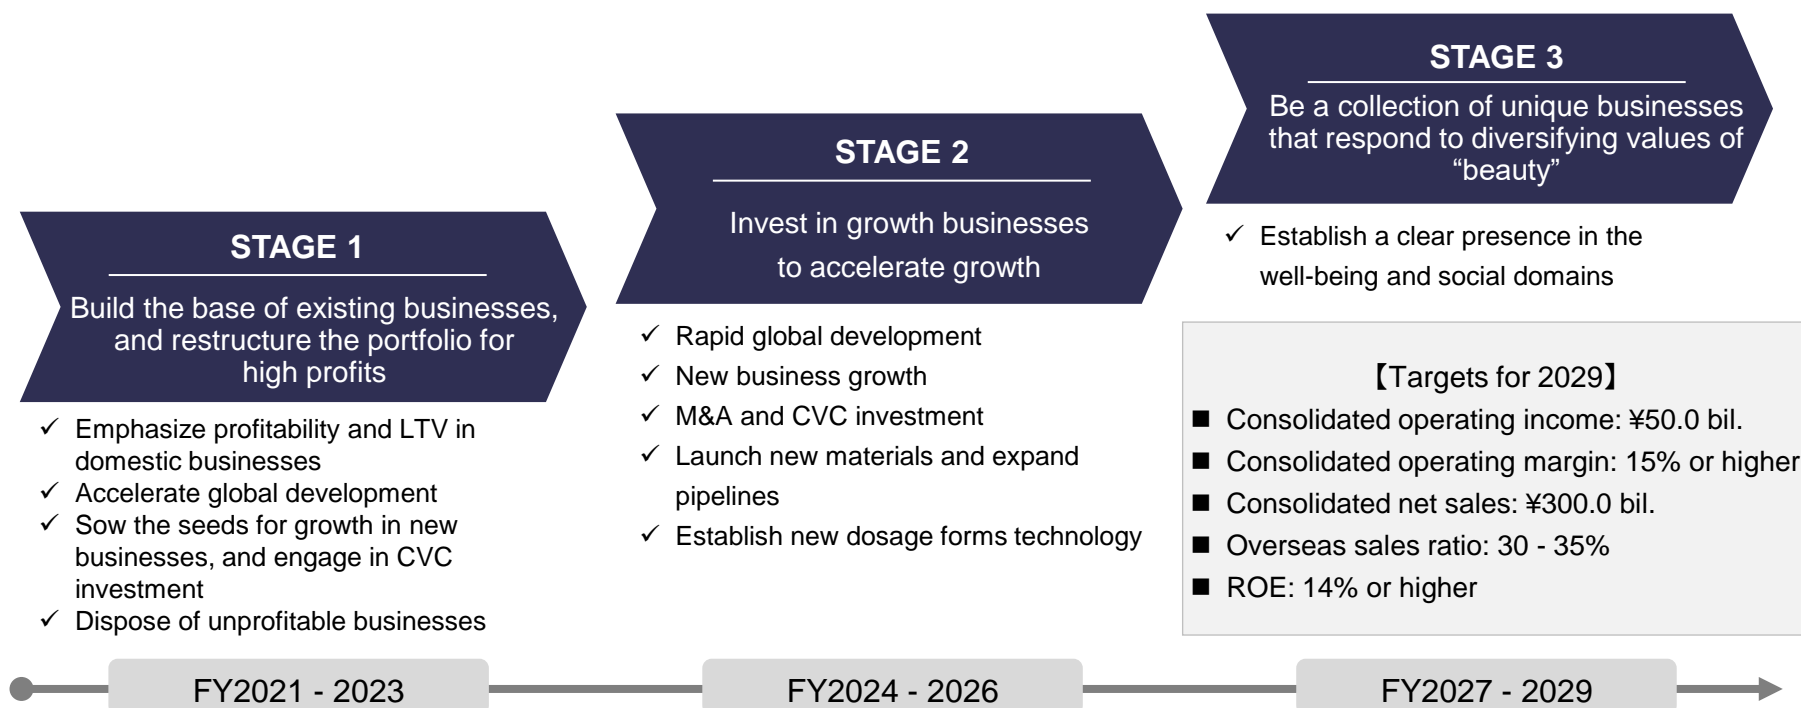 STAGE 1
Build the base of existing businesses,
and restructure the portfolio for
high profits
✓ Emphasize profitability and LTV in
domestic businesses
✓ Accelerate global development
✓ Sow the seeds for growth in new
businesses, and engage in CVC
investment
✓ Dispose of unprofitable businesses
FY2021 - 2023
STAGE 2
Invest in growth businesses
to accelerate growth
✓ Rapid global development
✓ New business growth
✓ M&A and CVC investment
✓ Launch new materials and expand
pipelines
✓ Establish new dosage forms technology
FY2024 - 2026
STAGE 3
Be a collection of unique businesses
that respond to diversifying values of
“beauty”
✓ Establish a clear presence in the
well-being and social domains
【Targets for 2029】
■ Consolidated operating income: ¥50.0 bil.
■ Consolidated operating margin: 15% or higher
■ Consolidated net sales: ¥300.0 bil.
■ Overseas sales ratio: 30 - 35%
■ ROE: 14% or higher
FY2027 - 2029